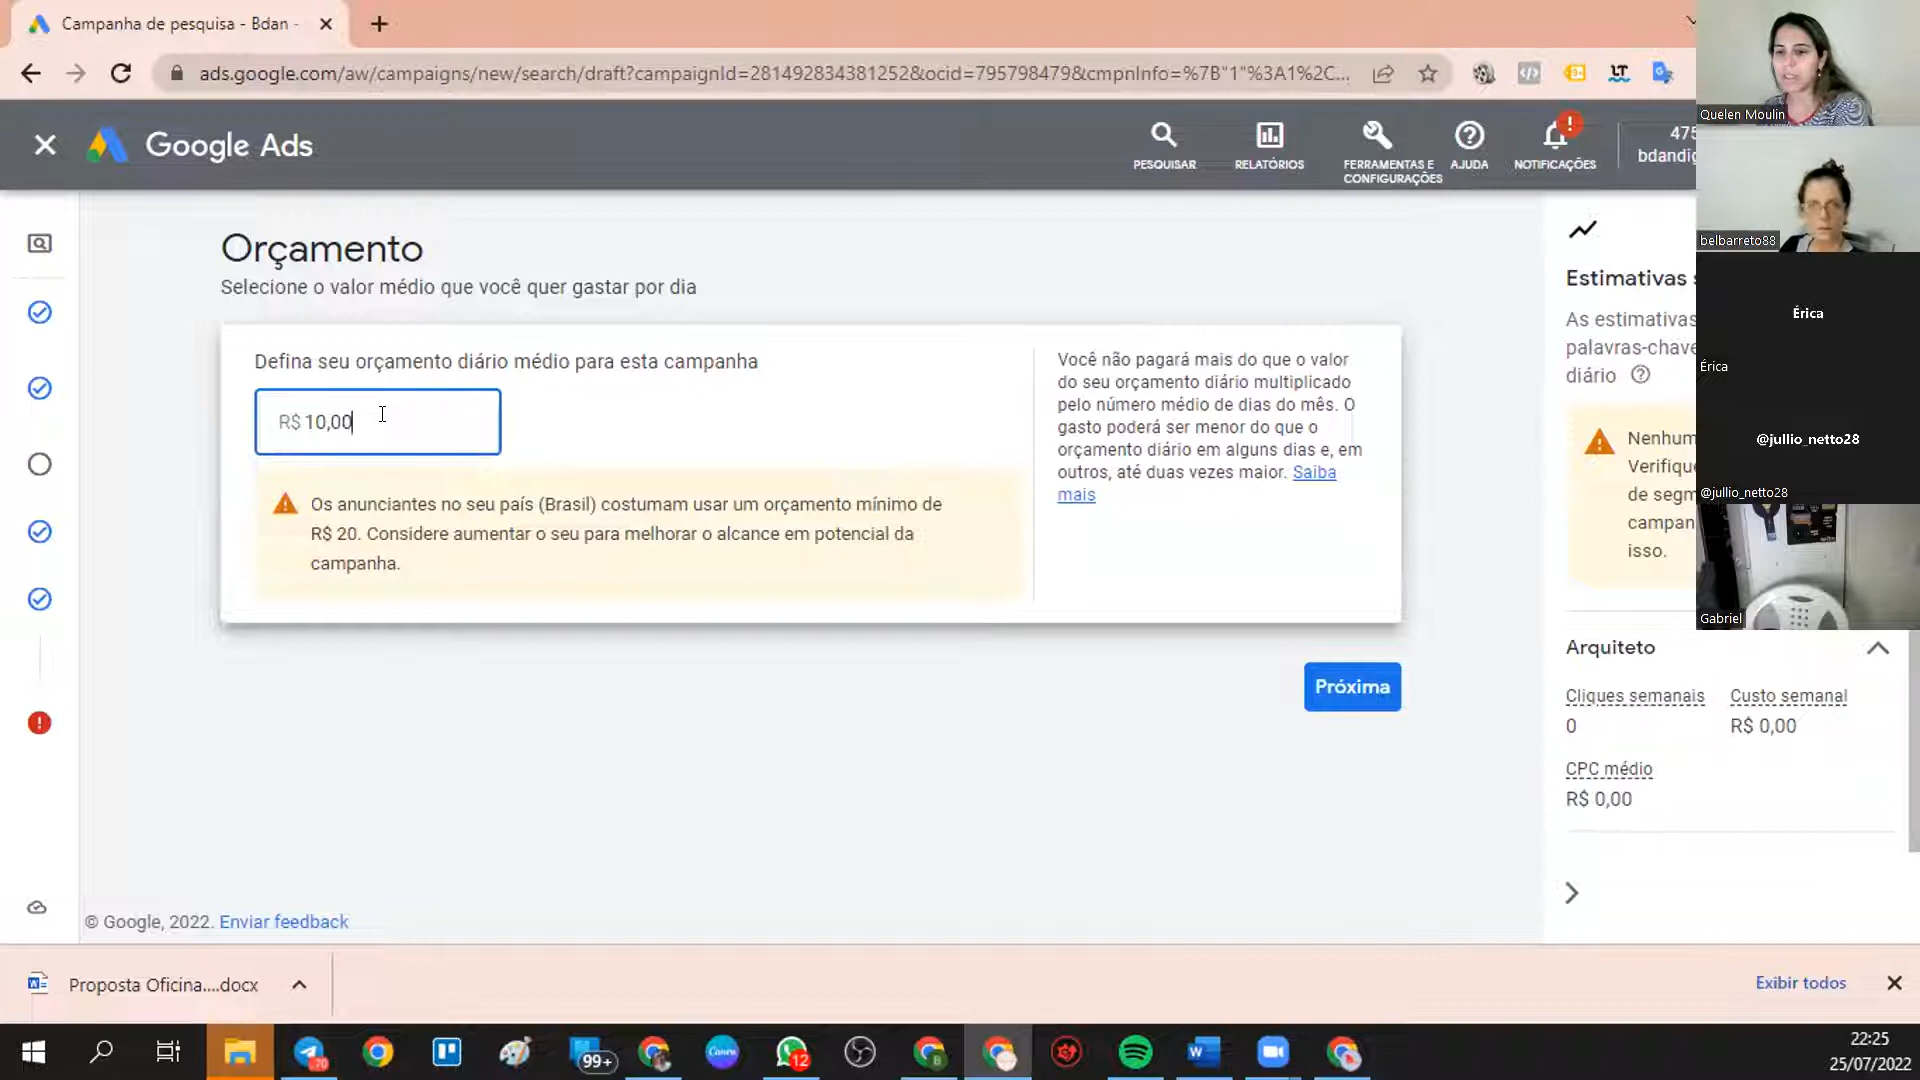 Campanha de pesquisa - Bdan -
ads.google.com/aw/campaigns/new/search/draft?campaignId=281492834381252&ocid=795798479&cmpnInfo=%7B"1"%3A1%2C...
Google Ads
PESQUISAR
RELATÓRIOS
FERRAMENTAS E
CONFIGURAÇÕES
AJUDA
!
NOTIFICAÇÕES
475
bdandig
Quelen Moulin
belbarreto88
Érica
Érica
@jullio_netto28
@jullio_netto28
Gabriel
Orçamento
Selecione o valor médio que você quer gastar por dia
Defina seu orçamento diário médio para esta campanha
R$ 10,00
Os anunciantes no seu país (Brasil) costumam usar um orçamento mínimo de
R$ 20. Considere aumentar o seu para melhorar o alcance em potencial da
campanha.
Você não pagará mais do que o valor
do seu orçamento diário multiplicado
pelo número médio de dias do mês. O
gasto poderá ser menor do que o
orçamento diário em alguns dias e, em
outros, até duas vezes maior. Saiba
mais
Próxima
Estimativas s
As estimativas
palavras-chave
diário
Nenhum
Verifique
de segm
campan
isso.
Arquiteto
Cliques semanais
Custo semanal
0
R$ 0,00
CPC médio
R$ 0,00
© Google, 2022. Enviar feedback
Proposta Oficina....docx
Exibir todos
70
99+
Canva
12
22:25
25/07/2022